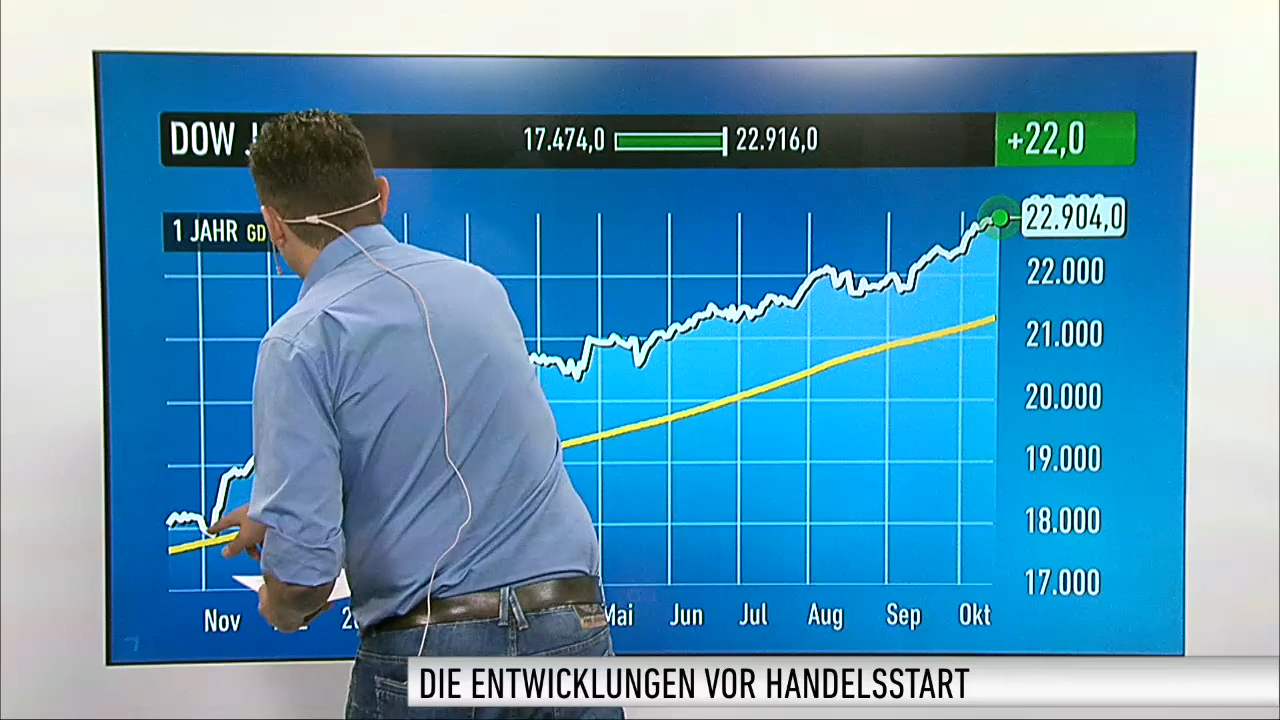 DOW
17.474,0
22.916,0
+22,0
1 JAHR GD
22.904,0
22.000
21.000
20.000
19.000
18.000
17.000
Nov
Mai Jun Jul Aug Sep Okt
DIE ENTWICKLUNGEN VOR HANDELSSTART